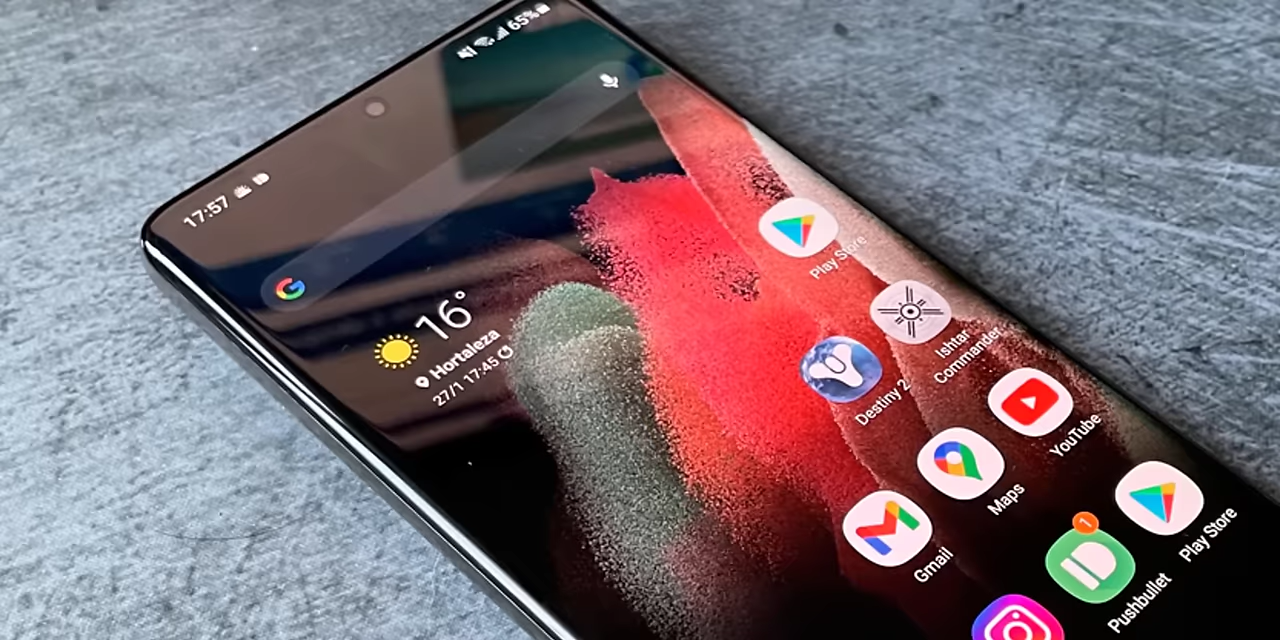 17:57
65%
16°
Hortaleza
27/1 17:45
Play Store
Ishtar
Commander
Destiny 2
YouTube
Maps
Gmail
Play Store
1
Pushbullet